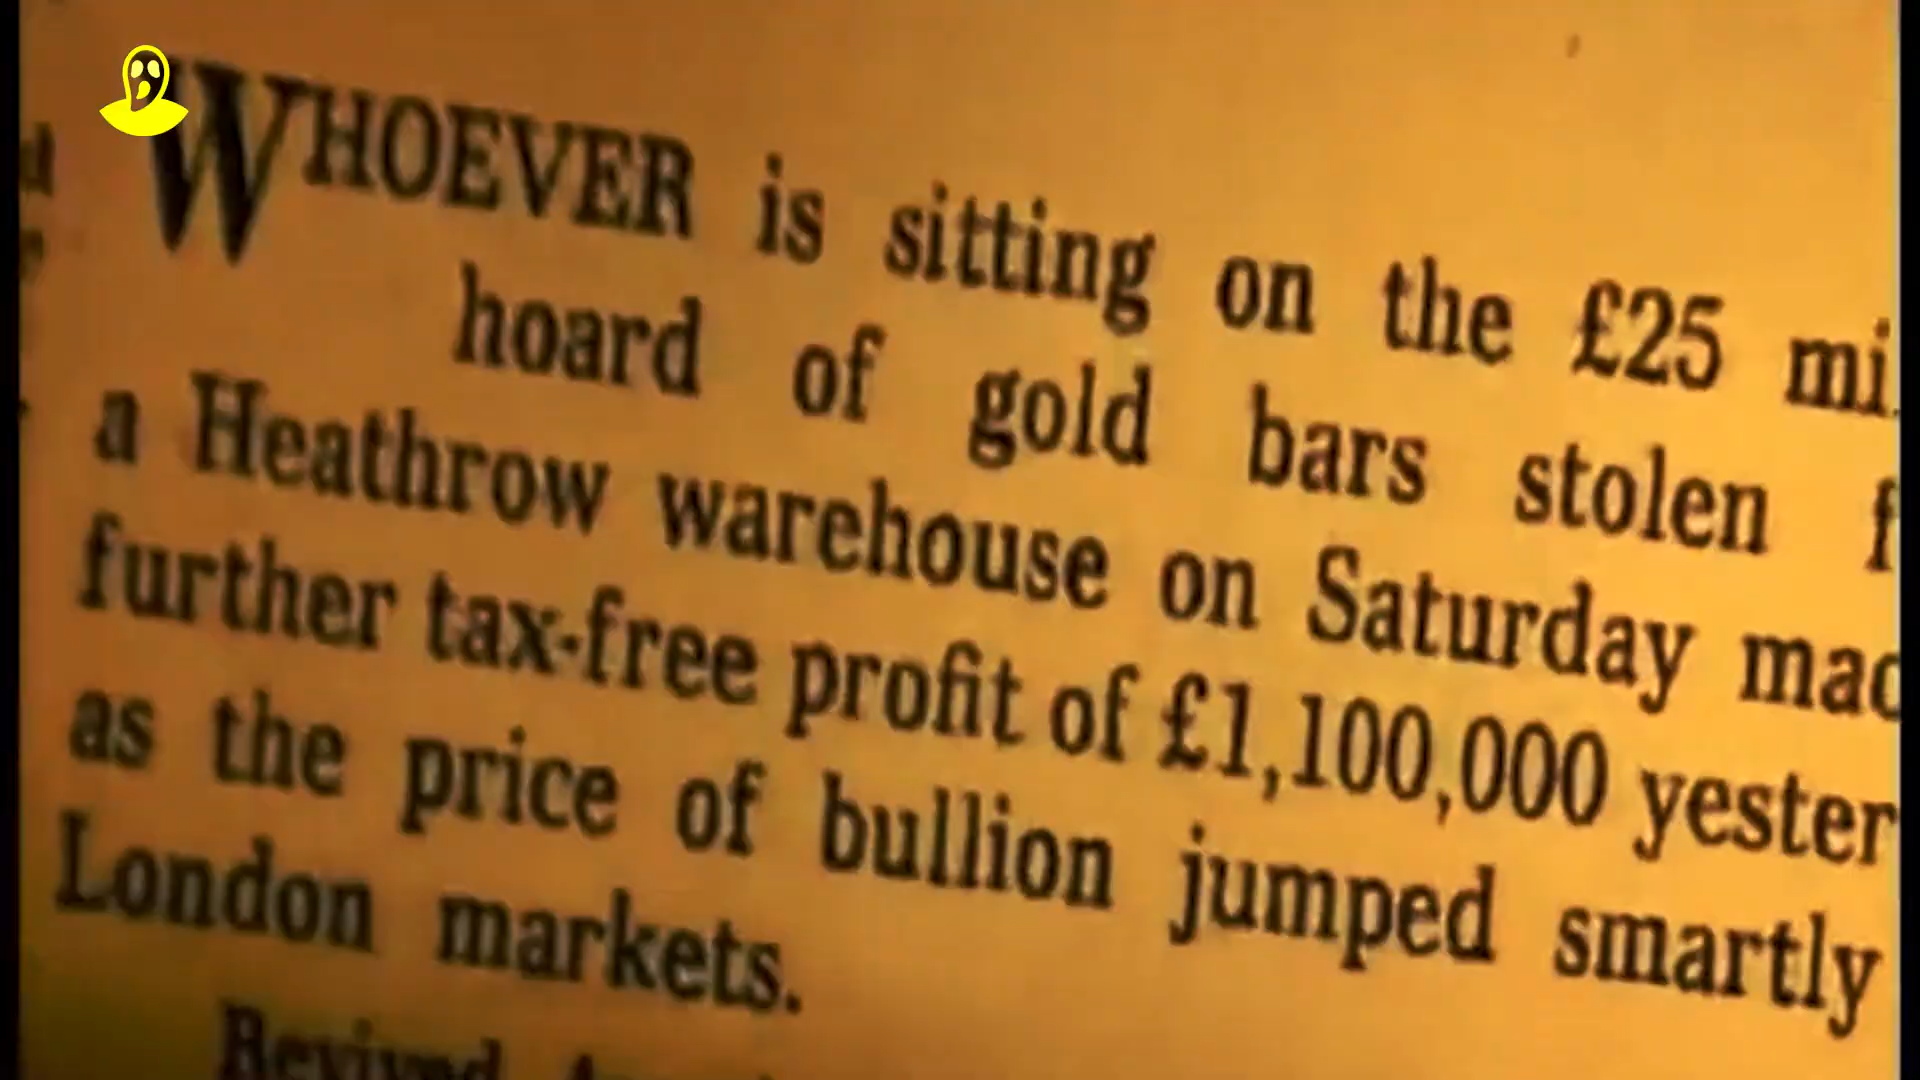 WHOEVER is sitting on the £25 mi
hoard of gold bars stolen f
a Heathrow warehouse on Saturday mad
further tax-free profit of £1,100,000 yester
as the price of bullion jumped smartly
London markets.
Revived